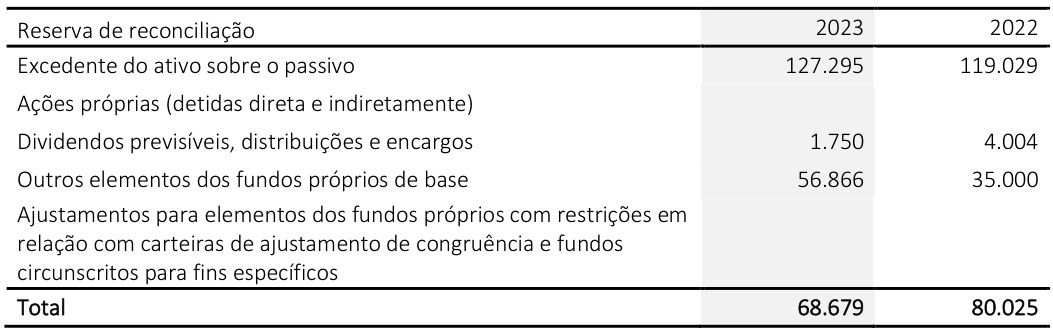 Reserva de reconciliação 2023 2022
Excedente do ativo sobre o passivo 127.295 119.029
Ações próprias (detidas direta e indiretamente)
Dividendos previsíveis, distribuições e encargos 1.750 4.004
Outros elementos dos fundos próprios de base 56.866 35.000
Ajustamentos para elementos dos fundos próprios com restrições em
relação com carteiras de ajustamento de congruência e fundos
circunscritos para fins específicos
Total 68.679 80.025